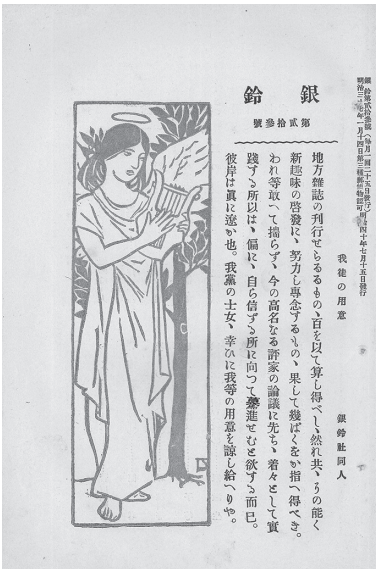 銀鈴第貳拾參號(每月一囘二十五日發行)
明治三年一月十四日第三種郵便物認可明治四十年七月十五日發行
銀鈴
第貳拾參號
我徒の用意
銀鈴社同人
地方雜誌の刊行せらるるもの、百を以て算し得べし、然れ共、その能く
新趣味の啓發に、努力し專念するもの、果して幾ばくをか指へ得べき。
われ等敢へて揣らず、今の高名なる評家の論議に先ち、着々として實
踐する所以は、偏に、自ら信ずる所に向つて驀進せむと欲する而已。
彼岸は眞に遼か也。我黨の士女、幸ひに我等の用意を諒し給へりや。